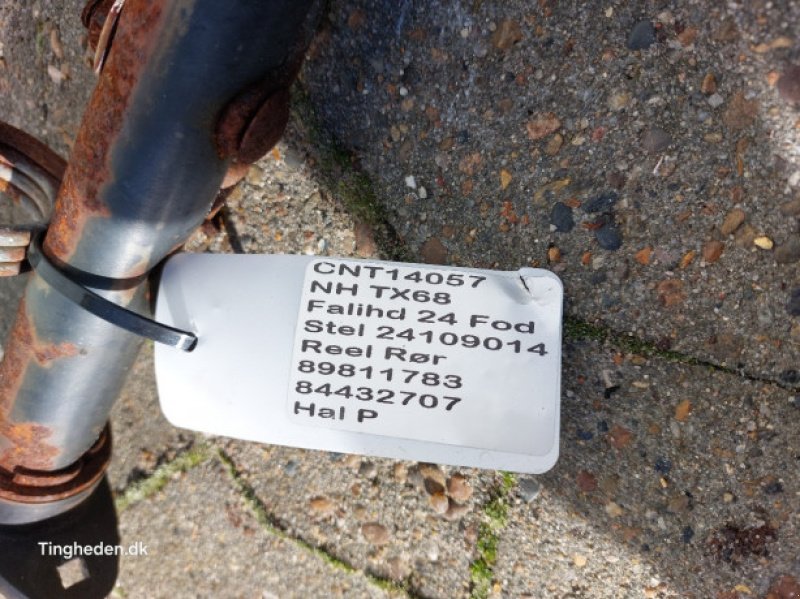 CNT14057
NH TX68
Falihd 24 Fod
Stel 24109014
Reel Rør
89811783
84432707
Hal P
Tingheden.dk